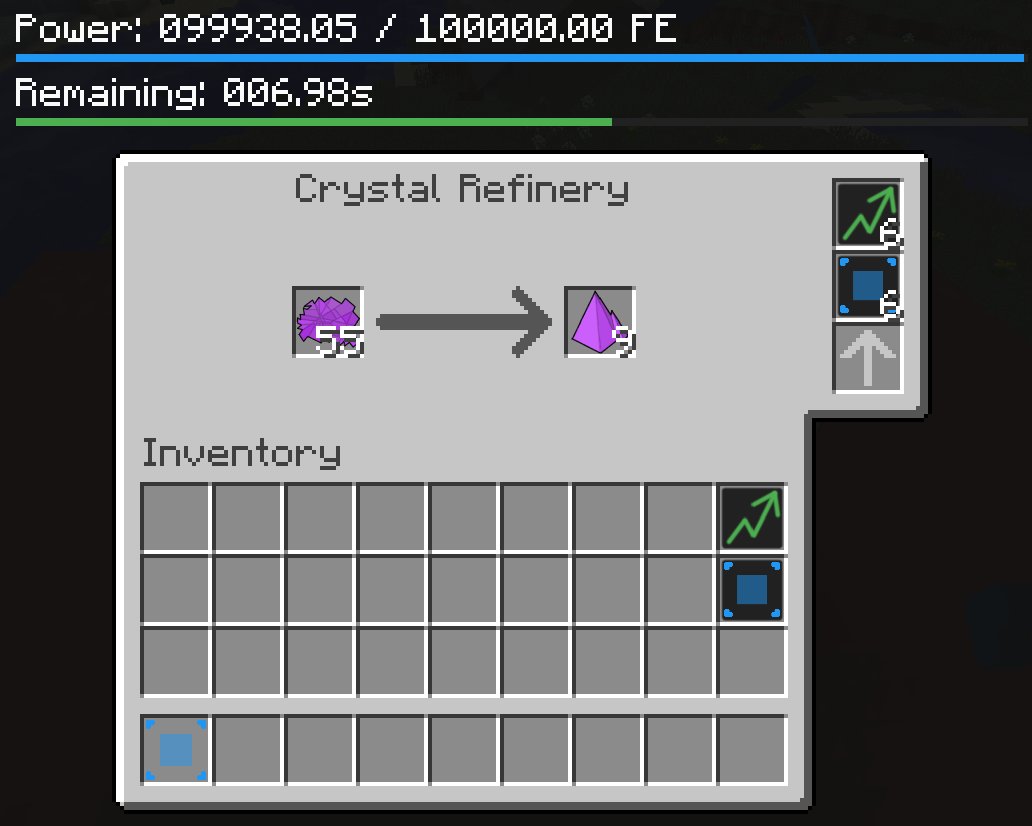 Power: 099938.05 / 100000.00 FE
Remaining: 006.98s
Crystal Refinery
6
6
55
9
Inventory